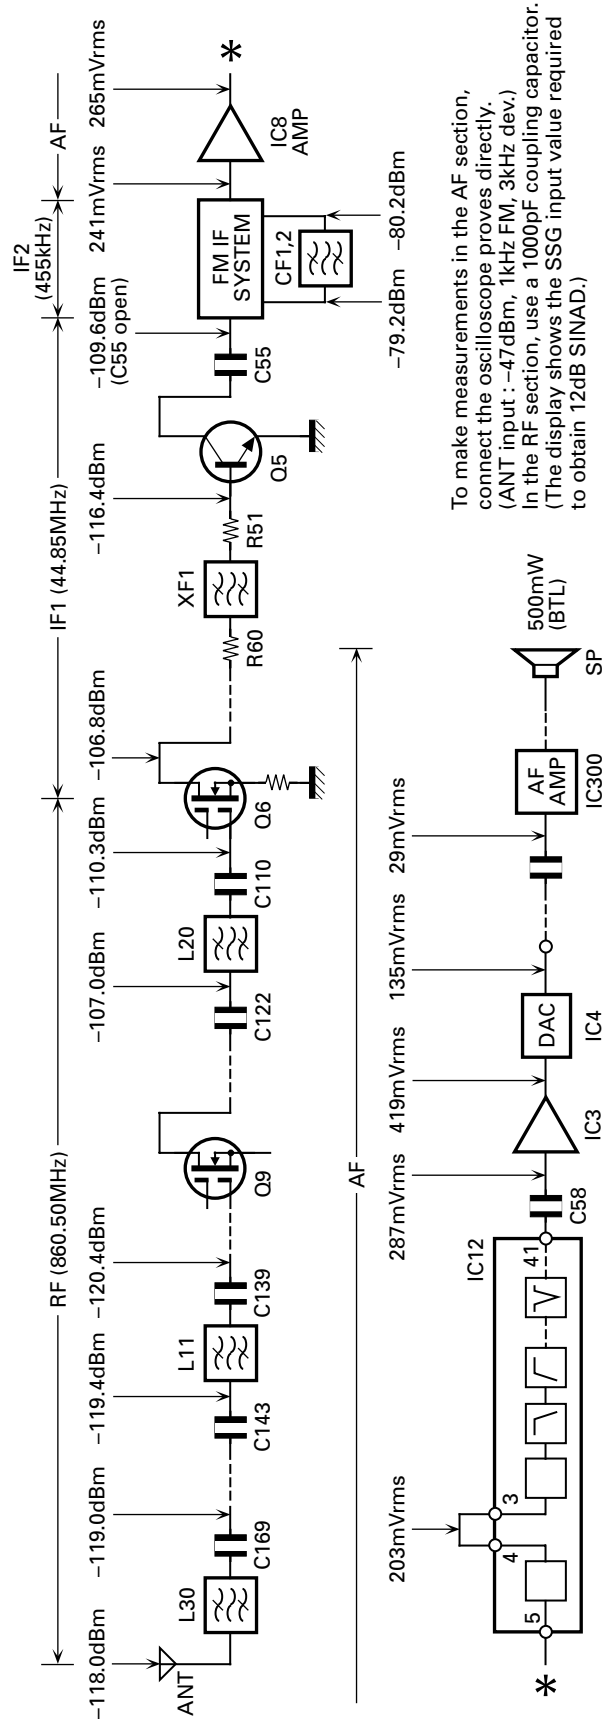 RF (860.50MHz)
IF1 (44.85MHz)
IF2
(455kHz)
AF
−118.0dBm
−119.0dBm
−119.4dBm
−120.4dBm
−107.0dBm
−110.3dBm
−106.8dBm
−116.4dBm
−109.6dBm
(C55 open)
241mVrms
265mVrms
ANT
L30
C169
C143
L11
C139
Q9
C122
L20
C110
Q6
R60
XF1
R51
Q5
C55
FM IF
SYSTEM
CF1,2
IC8
AMP
*
−79.2dBm
−80.2dBm
AF
203mVrms
287mVrms
419mVrms
135mVrms
29mVrms
*
5
4
3
41
IC12
C58
IC3
DAC
IC4
AF
AMP
IC300
SP
500mW
(BTL)
To make measurements in the AF section,
connect the oscilloscope proves directly.
(ANT input : −47dBm, 1kHz FM, 3kHz dev.)
In the RF section, use a 1000pF coupling capacitor.
(The display shows the SSG input value required
to obtain 12dB SINAD.)